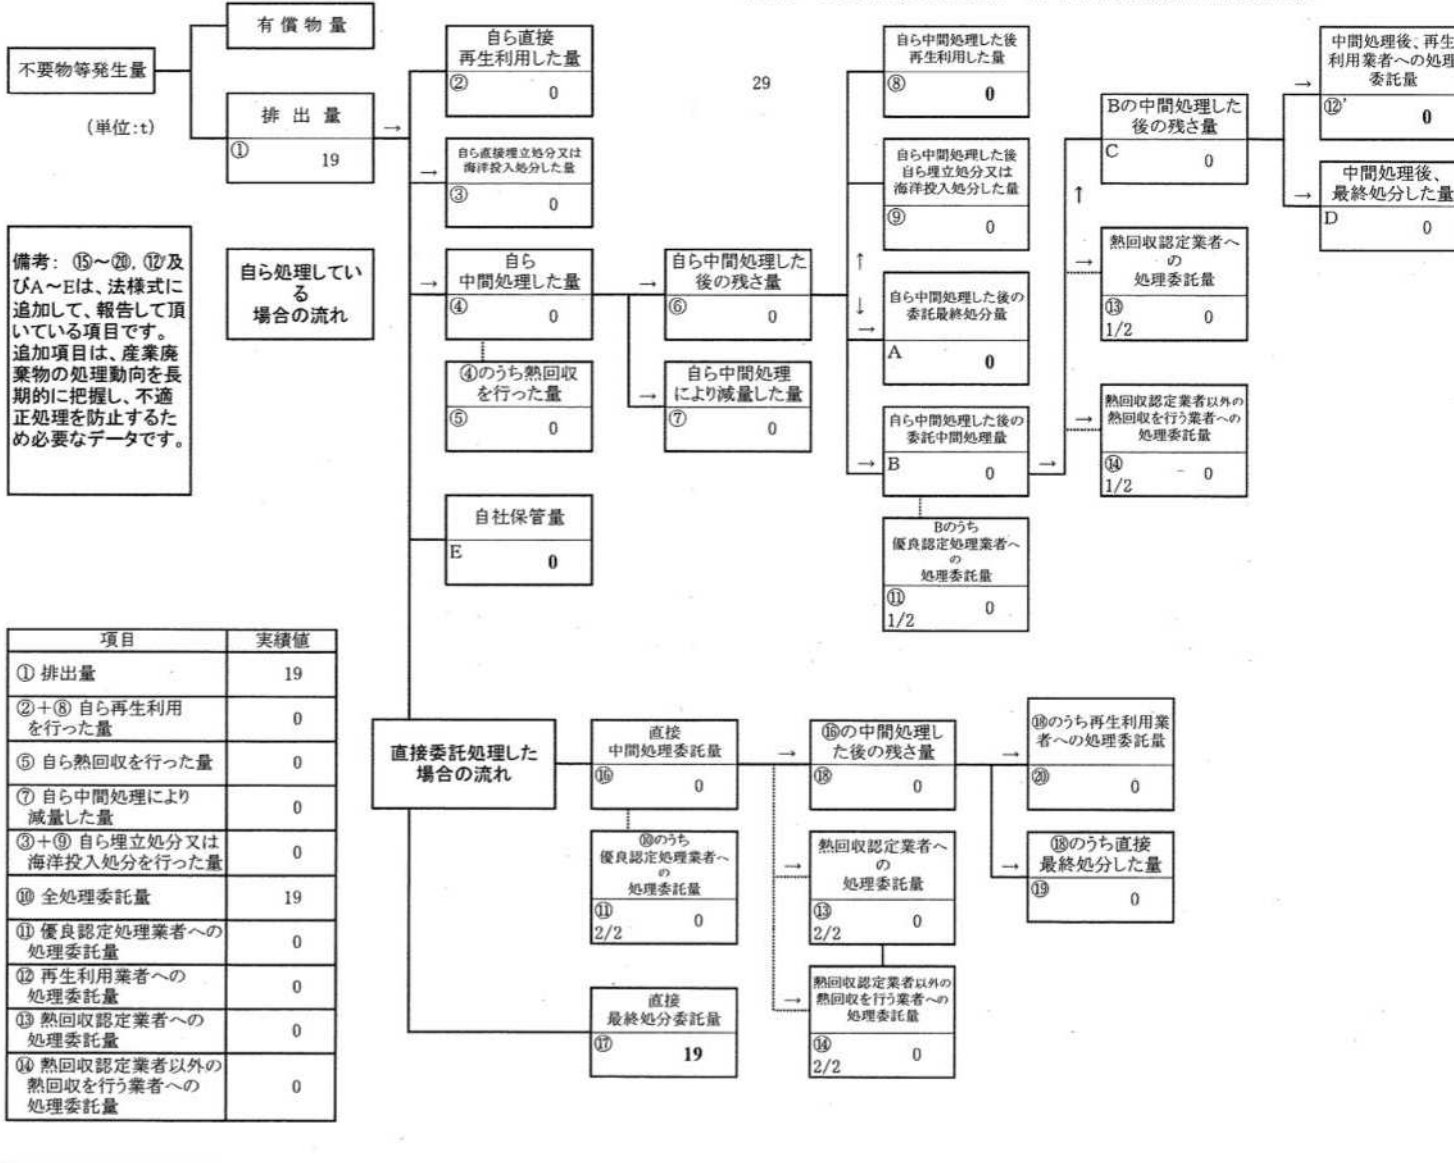 有償物量
不要物等発生量
(単位:t)
排出量
①
19
→
自ら直接
再生利用した量
②
0
→
自ら直接埋立処分又は
海洋投入処分した量
③
0
29
自ら中間処理した後
再生利用した量
⑧
0
自ら中間処理した後
自ら埋立処分又は
海洋投入処分した量
⑨
0
Bの中間処理した
後の残さ量
C
0
→
中間処理後、再生
利用業者への処理
委託量
⑫'
0
→
中間処理後、
最終処分した量
D
0
備考: ⑮~⑳, ⑫'及
びA~Eは、法様式に
追加して、報告して頂
いている項目です。
追加項目は、産業廃
棄物の処理動向を長
期的に把握し、不適
正処理を防止するた
め必要なデータです。
自ら処理してい
る
場合の流れ
→
自ら
中間処理した量
④
0
④のうち熱回収
を行った量
⑤
0
→
自ら中間処理した
後の残さ量
⑥
0
→
自ら中間処理
により減量した量
⑦
0
↑
↓
→
自ら中間処理した後の
委託最終処分量
A
0
→
自ら中間処理した後の
委託中間処理量
B
0
→
Bのうち
優良認定処理業者へ
の
処理委託量
⑪
1/2
0
↑
→
熱回収認定業者へ
の
処理委託量
⑬
1/2
0
→
熱回収認定業者以外の
熱回収を行う業者への
処理委託量
⑭
1/2
0
自社保管量
E
0
項目 実績値
① 排出量 19
②+⑧ 自ら再生利用
を行った量 0
⑤ 自ら熱回収を行った量 0
⑦ 自ら中間処理により
減量した量 0
③+⑨ 自ら埋立処分又は
海洋投入処分を行った量 0
⑩ 全処理委託量 19
⑪ 優良認定処理業者への
処理委託量 0
⑫ 再生利用業者への
処理委託量 0
⑬ 熱回収認定業者への
処理委託量 0
⑭ 熱回収認定業者以外の
熱回収を行う業者への
処理委託量 0
直接委託処理した
場合の流れ
直接
中間処理委託量
⑯
0
⑩のうち
優良認定処理業者へ
の
処理委託量
⑪
2/2
0
直接
最終処分委託量
⑰
19
→
⑯の中間処理し
た後の残さ量
⑱
0
→
熱回収認定業者へ
の
処理委託量
⑬
2/2
0
→
熱回収認定業者以外の
熱回収を行う業者への
処理委託量
⑭
2/2
0
→
⑱のうち再生利用業
者への処理委託量
⑳
0
→
⑱のうち直接
最終処分した量
⑲
0